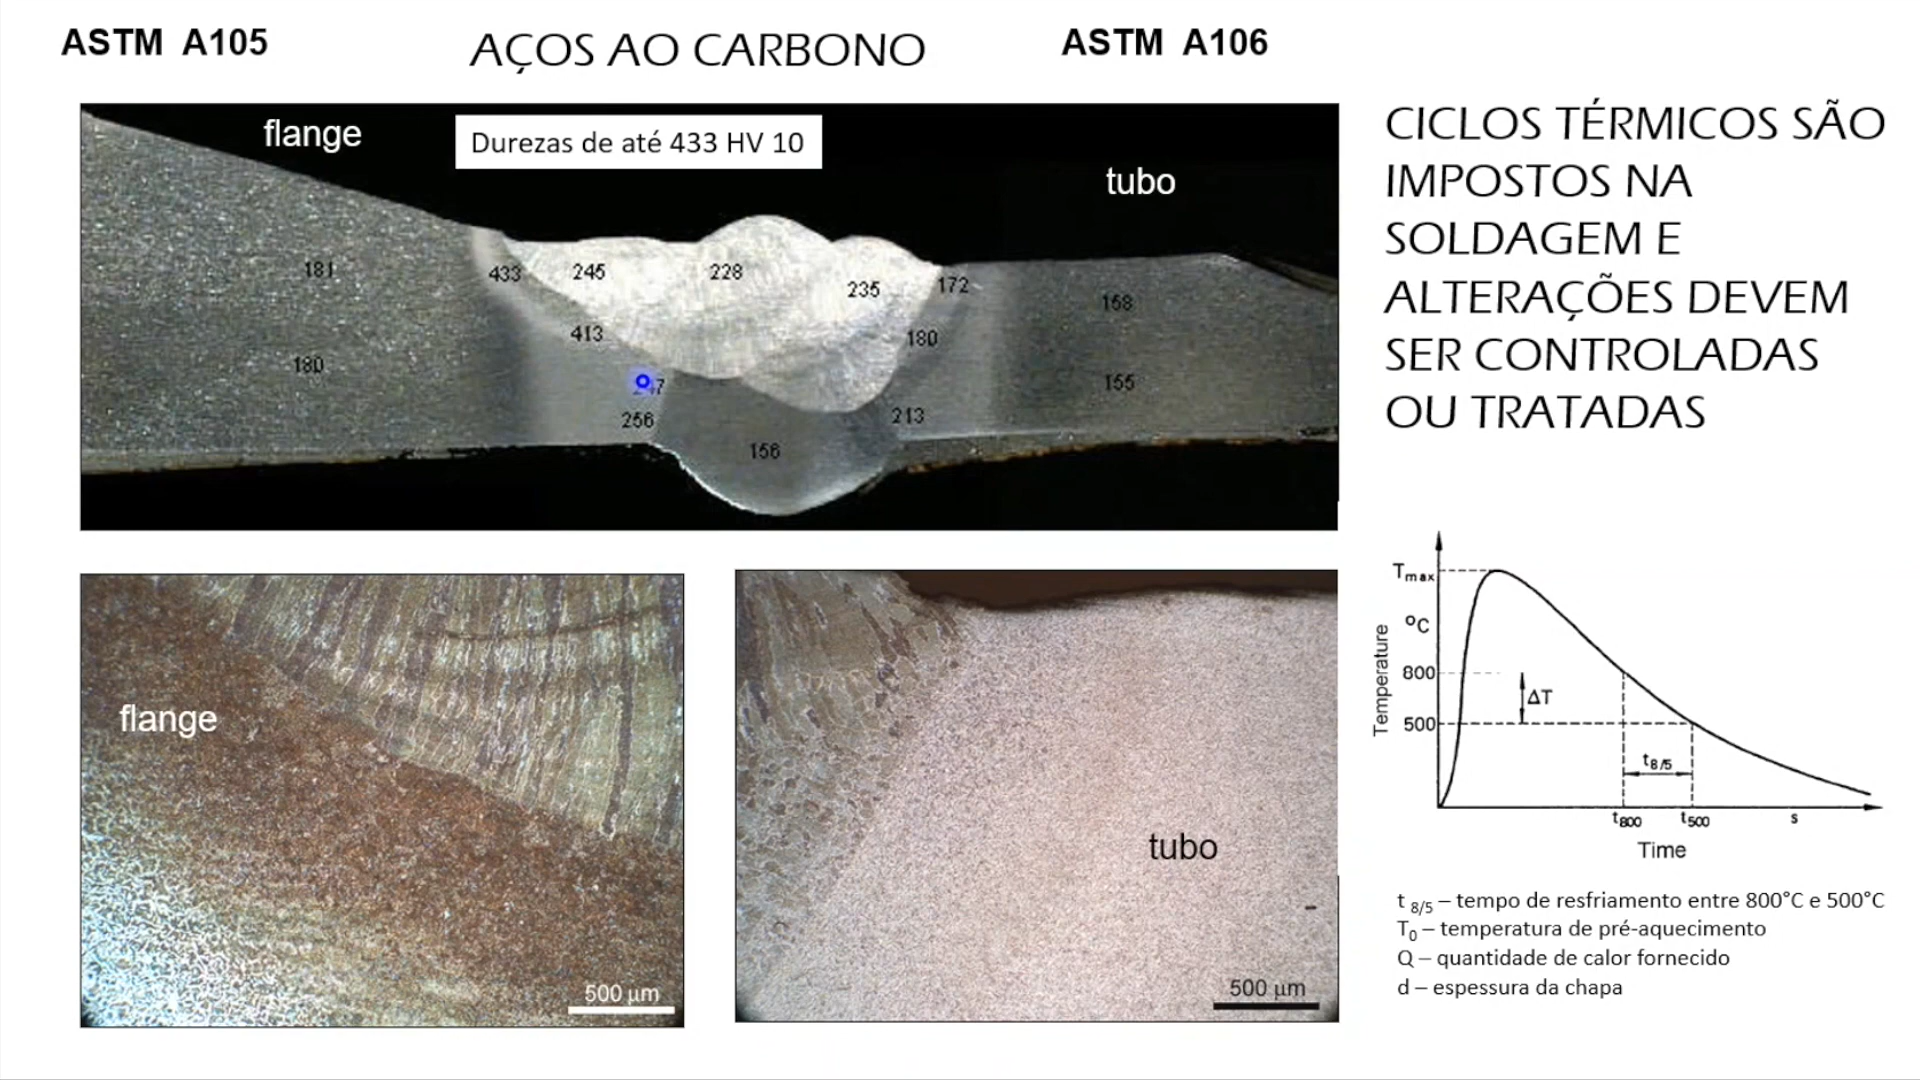 ASTM A105
AÇOS AO CARBONO
ASTM A106
flange
Durezas de até 433 HV 10
tubo
181
433
245
228
235
172
168
413
180
180
155
256
213
156
CICLOS TÉRMICOS SÃO
IMPOSTOS NA
SOLDAGEM E
ALTERAÇÕES DEVEM
SER CONTROLADAS
OU TRATADAS
flange
500 µm
tubo
500 µm
Tmax
°C
Temperature
800
ΔT
500
t8/5
t800
t500
s
Time
t 8/5 – tempo de resfriamento entre 800°C e 500°C
T0 – temperatura de pré-aquecimento
Q – quantidade de calor fornecido
d – espessura da chapa